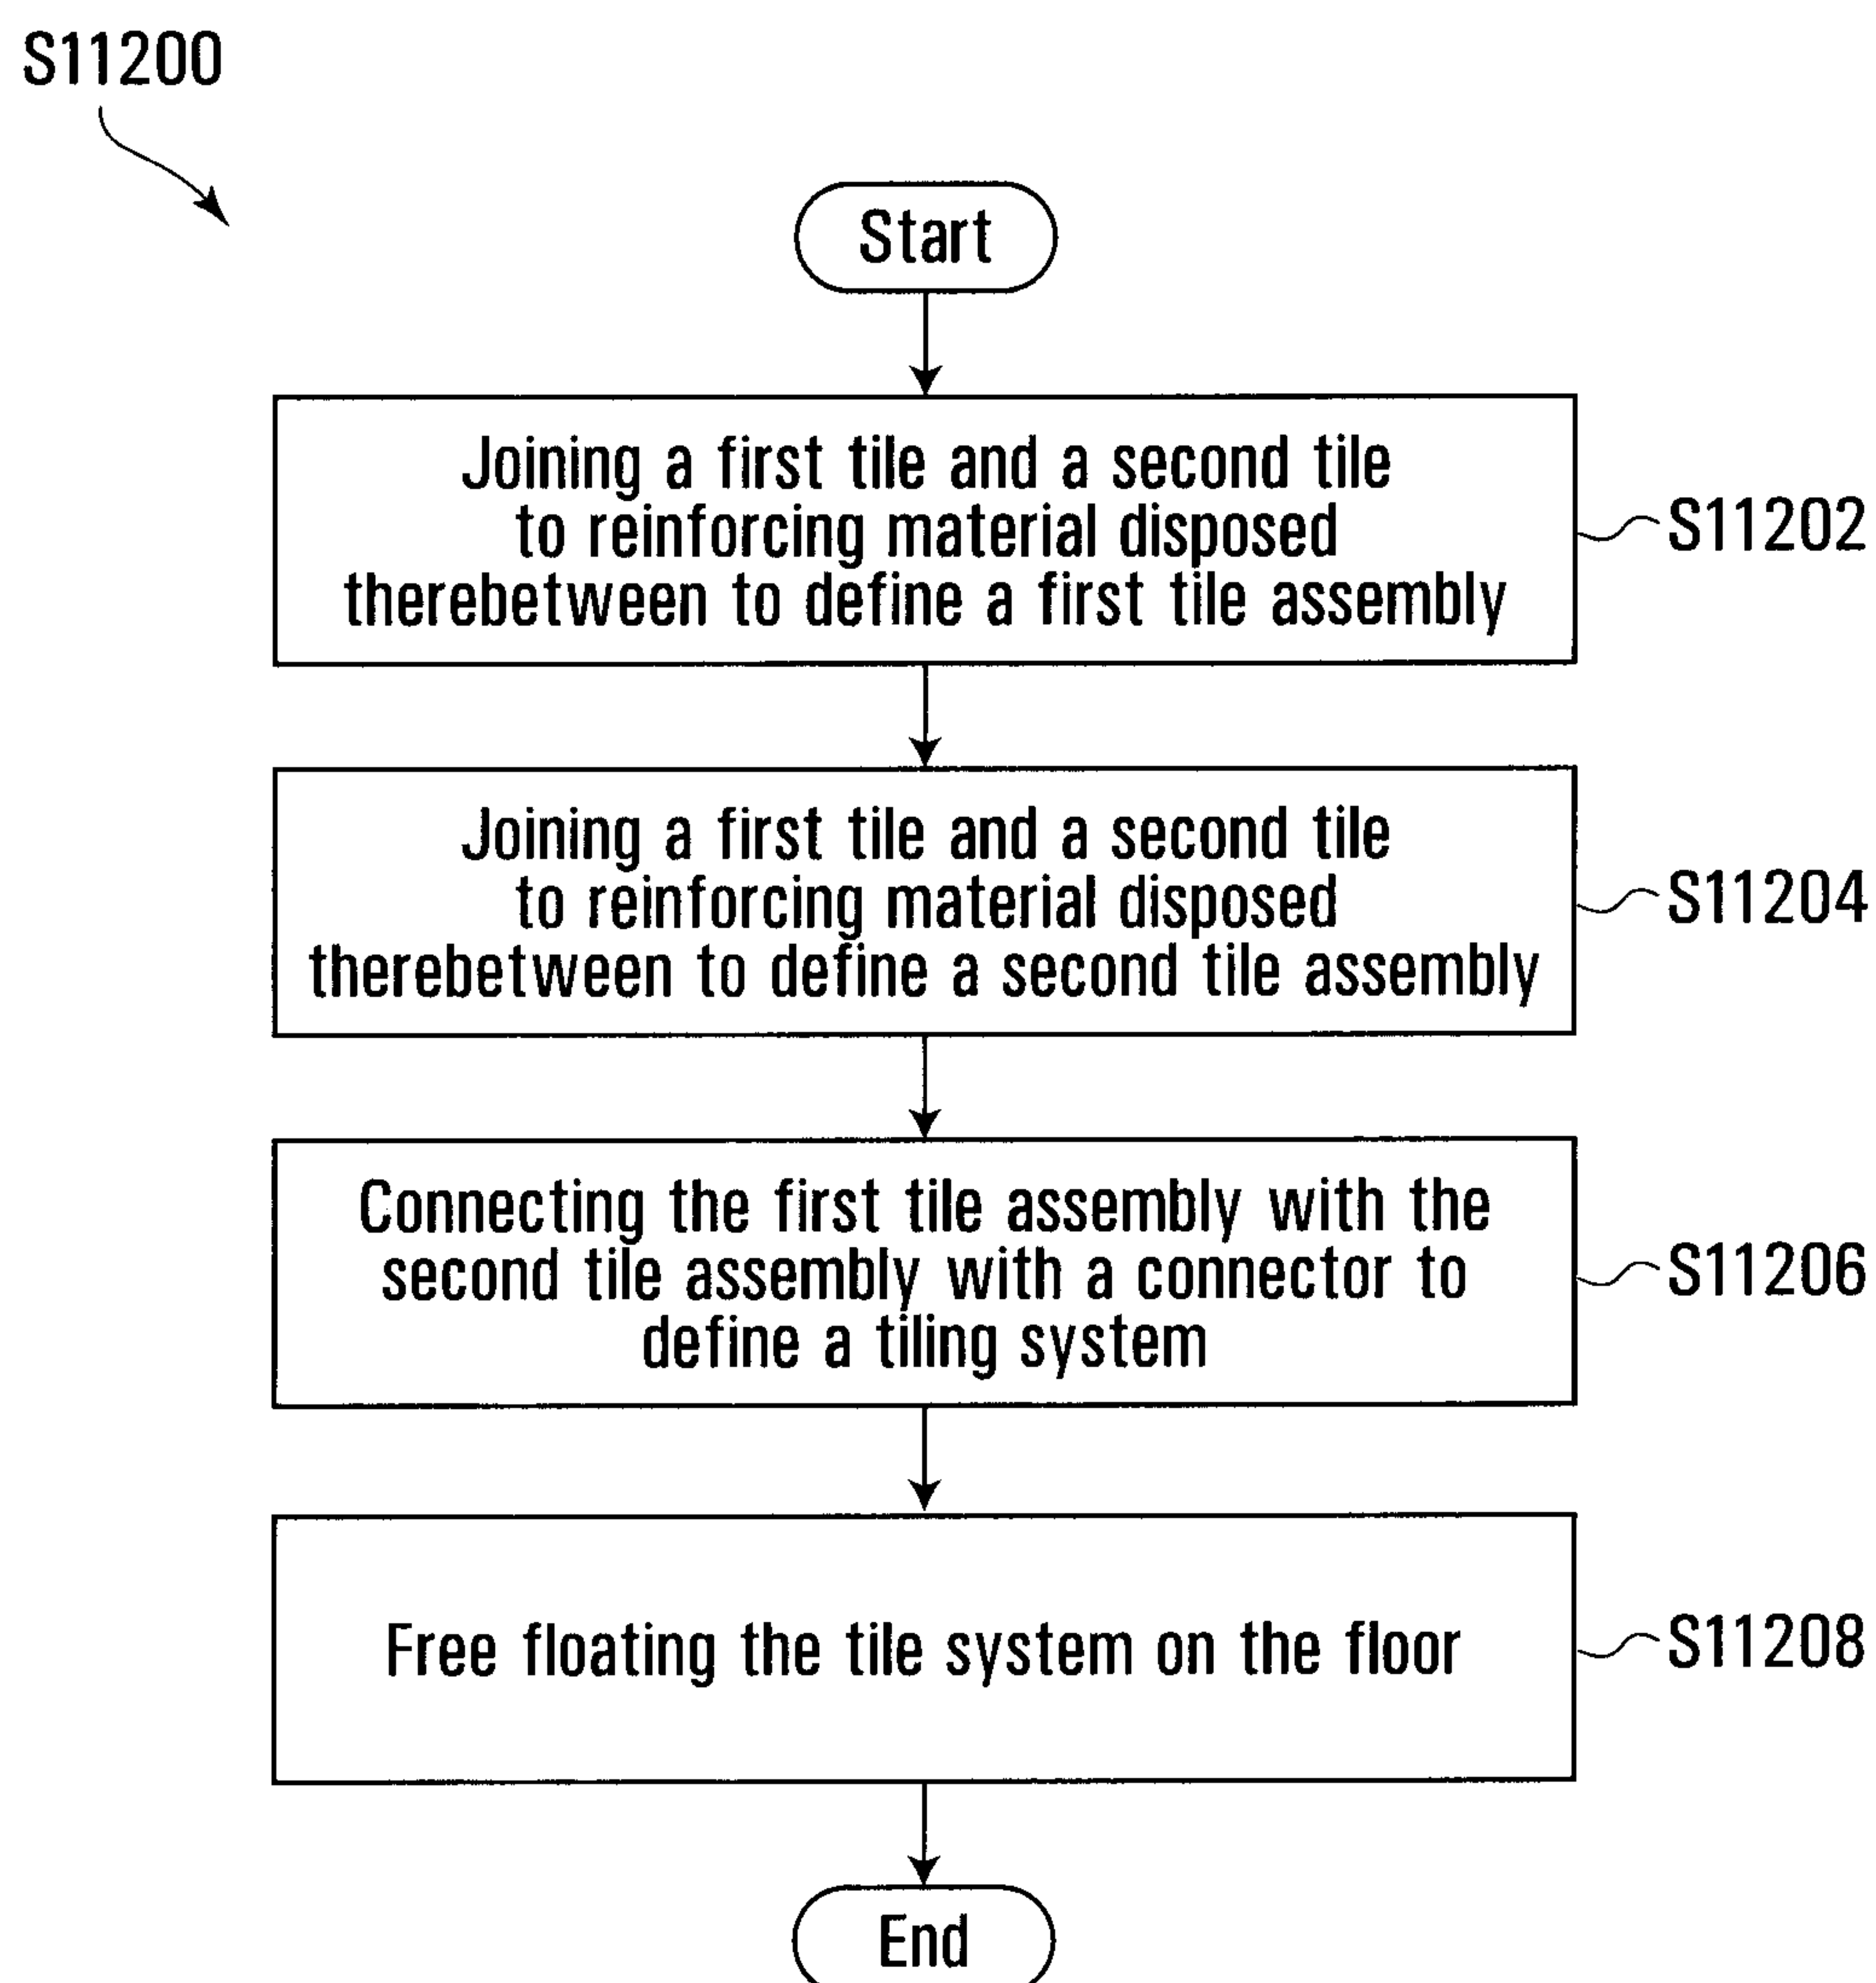 S11200
Start
Joining a first tile and a second tile
to reinforcing material disposed
therebetween to define a first tile assembly
S11202
Joining a first tile and a second tile
to reinforcing material disposed
therebetween to define a second tile assembly
S11204
Connecting the first tile assembly with the
second tile assembly with a connector to
define a tiling system
S11206
Free floating the tile system on the floor
S11208
End